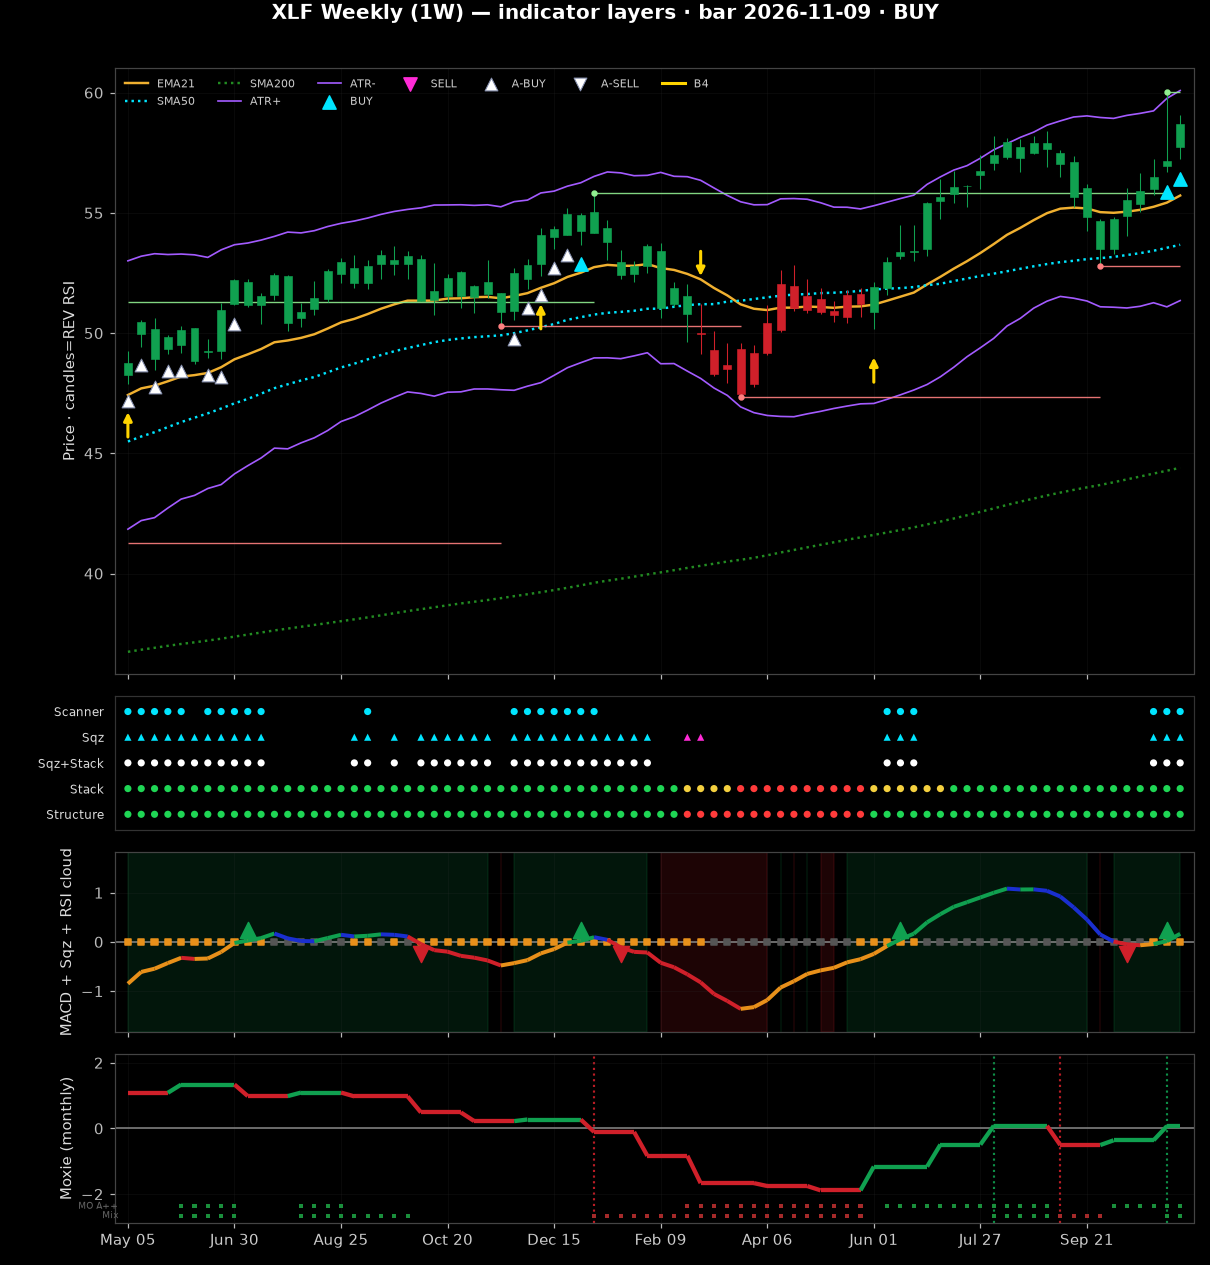 XLF Weekly (1W) — indicator layers · bar 2026-11-09 · BUY
EMA21 SMA200 ATR- SELL A-BUY A-SELL B4
SMA50 ATR+ BUY
Price · candles=REV RSI
60
55
50
45
40
Scanner
Sqz
Sqz+Stack
Stack
Structure
MACD + Sqz + RSI cloud
1
0
−1
Moxie (monthly)
2
0
−2
MO A++
Mix
May 05 Jun 30 Aug 25 Oct 20 Dec 15 Feb 09 Apr 06 Jun 01 Jul 27 Sep 21